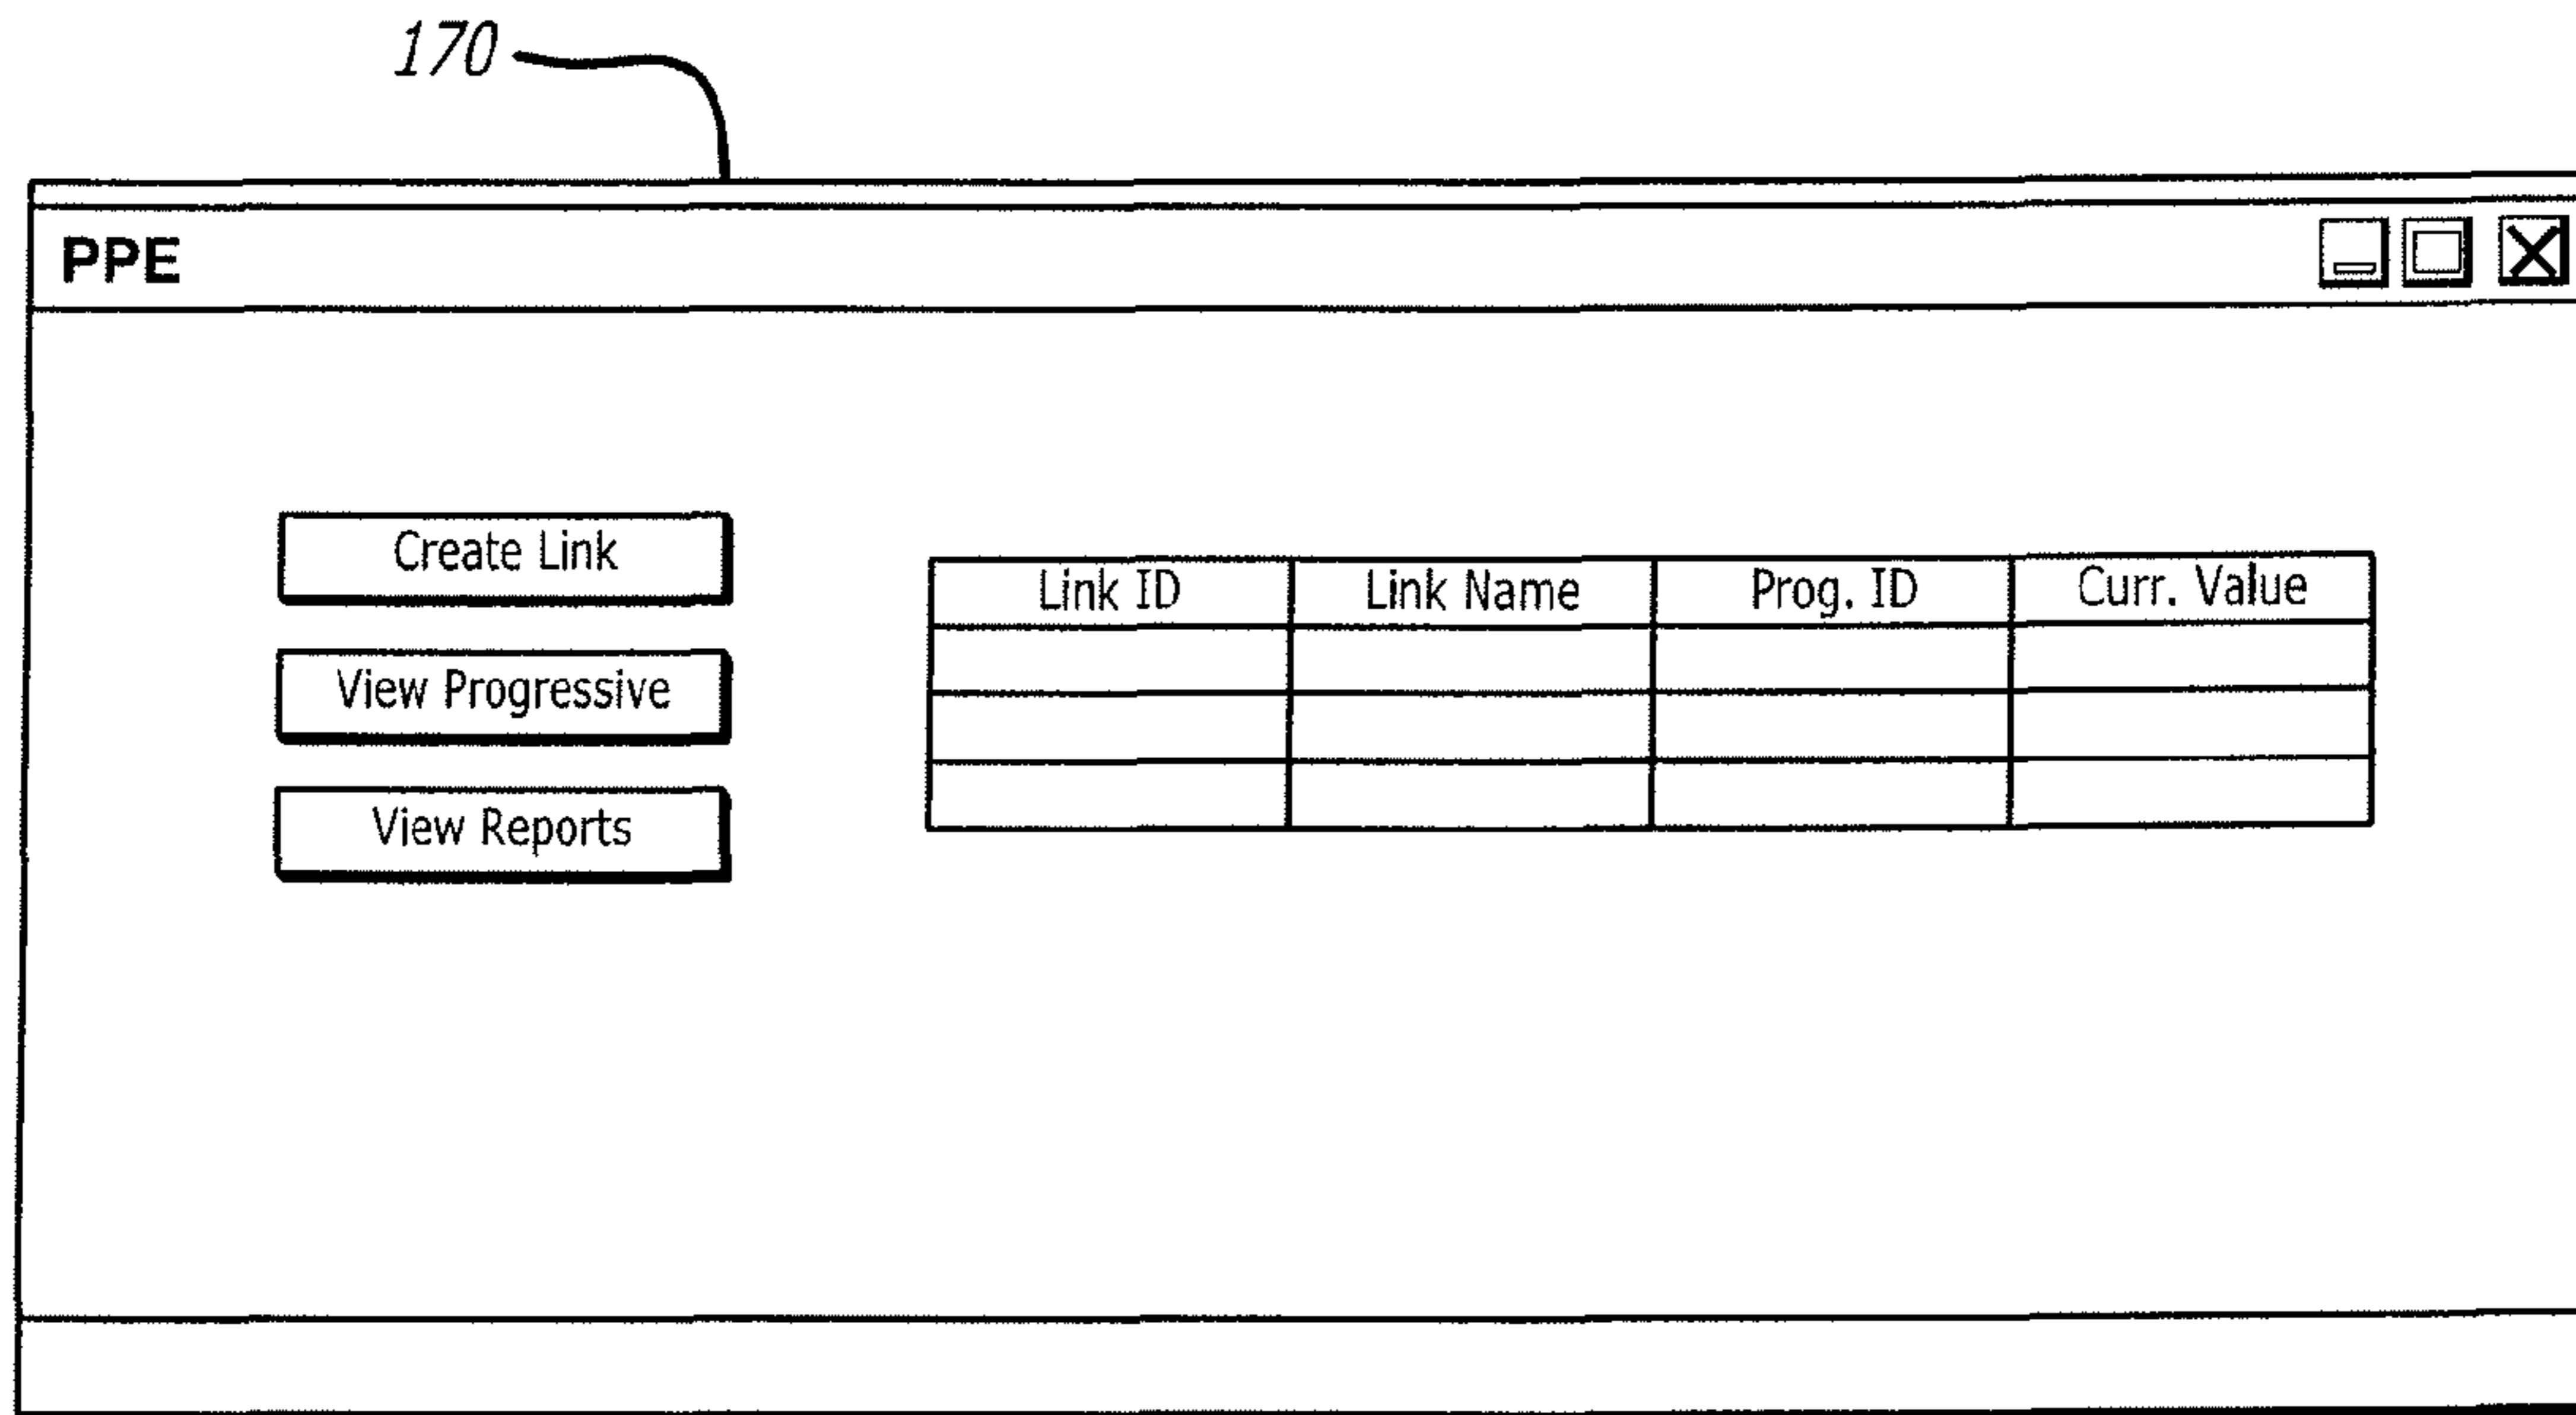 170
PPE
Create Link
View Progressive
View Reports
Link ID Link Name Prog. ID Curr. Value